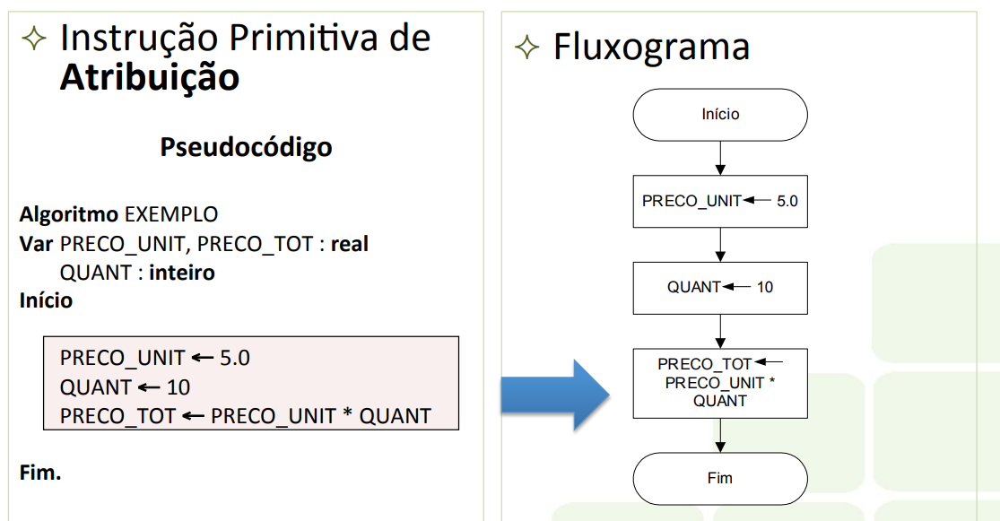 Instrução Primitiva de
Atribuição
Pseudocódigo
Algoritmo EXEMPLO
Var PRECO_UNIT, PRECO_TOT : real
QUANT : inteiro
Início
PRECO_UNIT ← 5.0
QUANT ← 10
PRECO_TOT ← PRECO_UNIT * QUANT
Fim.
Fluxograma
Início
PRECO_UNIT ← 5.0
QUANT ← 10
PRECO_TOT ←
PRECO_UNIT *
QUANT
Fim